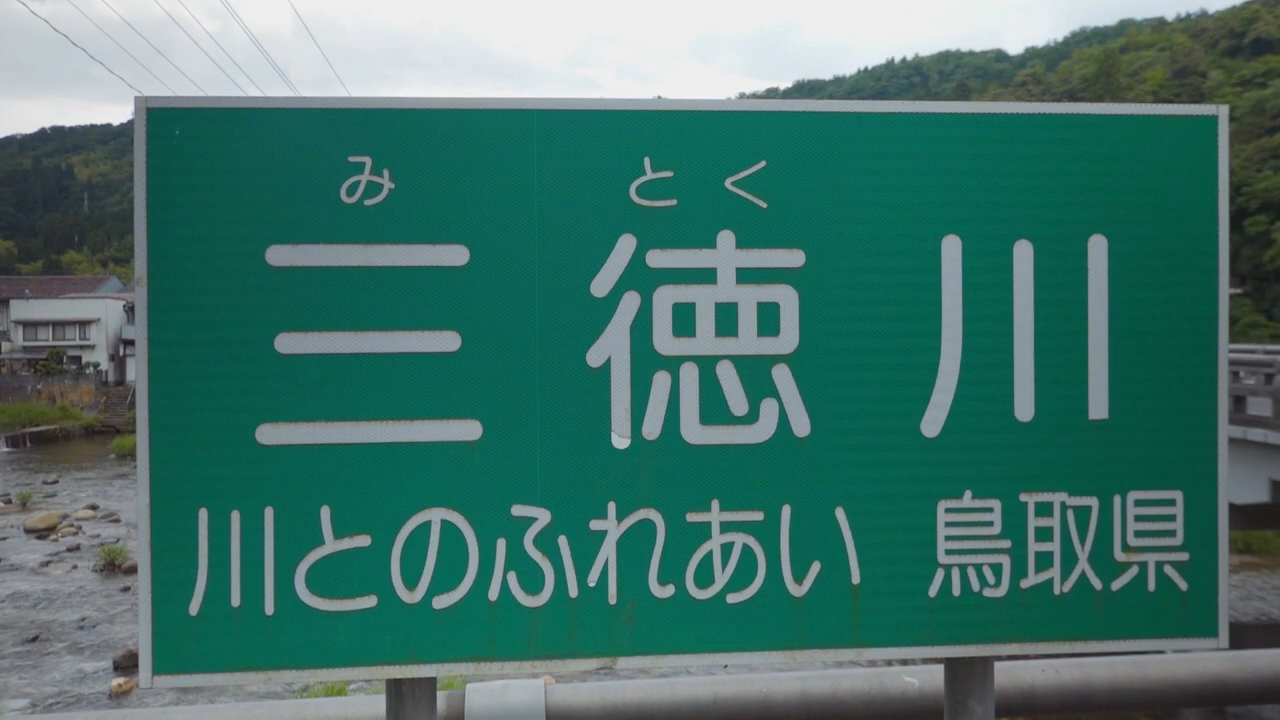 み とく
三徳川
川とのふれあい 鳥取県